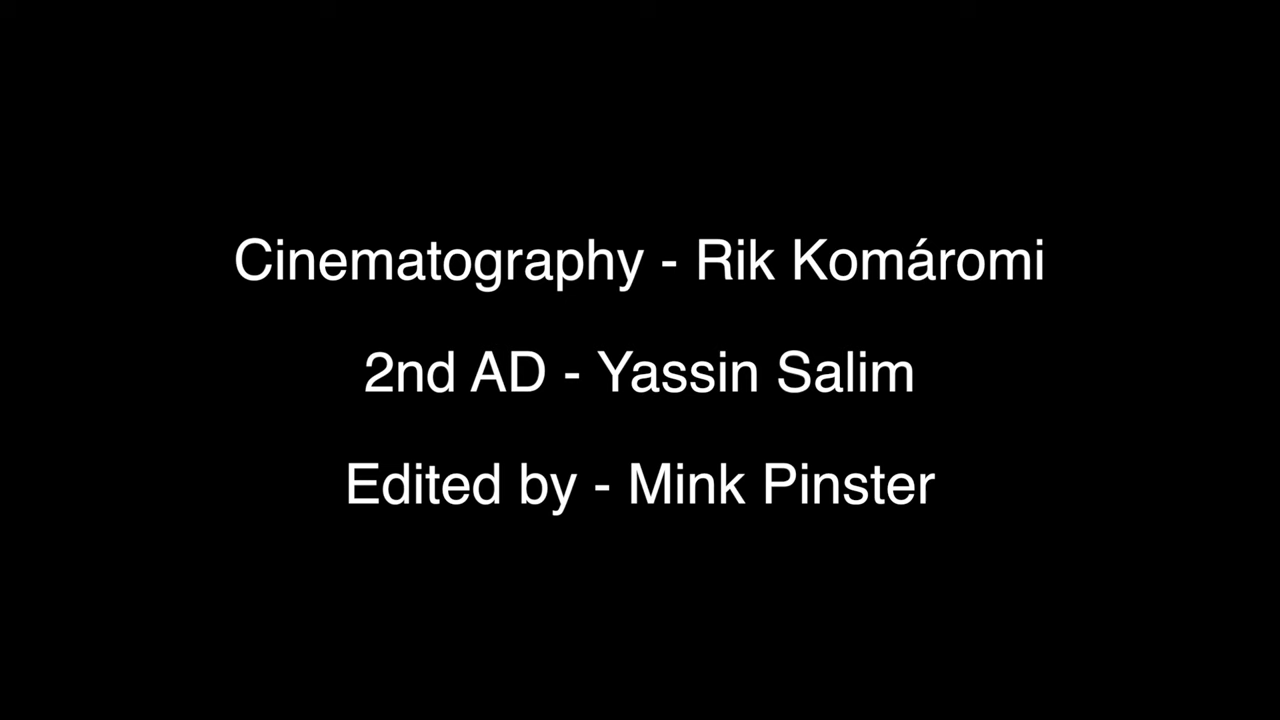 Cinematography - Rik Komáromi
2nd AD - Yassin Salim
Edited by - Mink Pinster